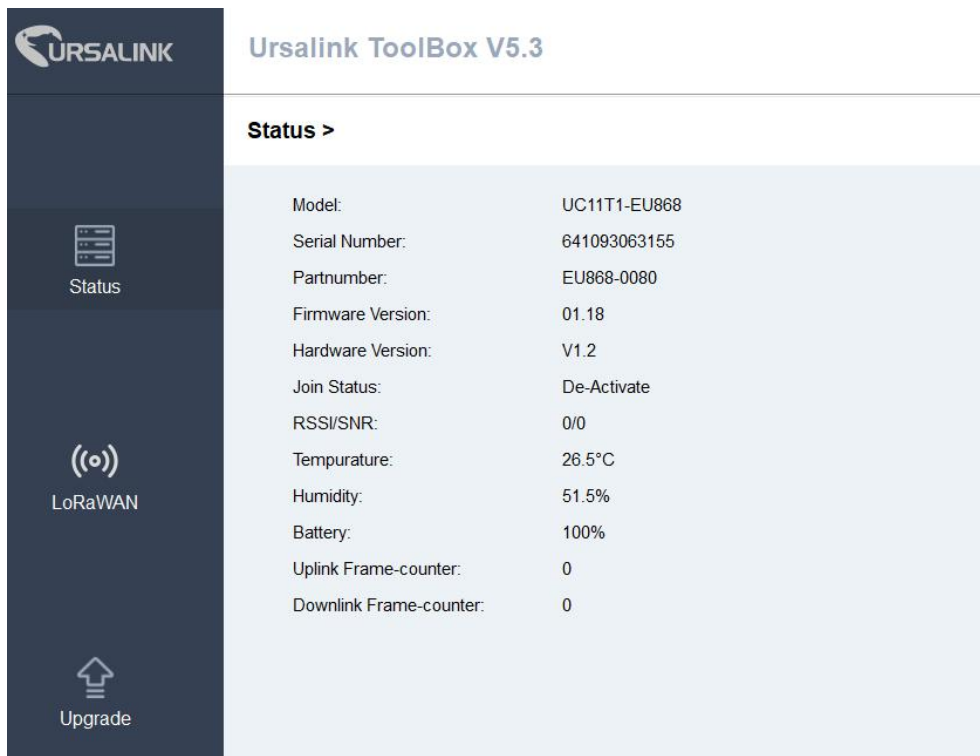 URSALINK
Ursalink ToolBox V5.3
Status >
Status
LoRaWAN
Upgrade
Model: UC11T1-EU868
Serial Number: 641093063155
Partnumber: EU868-0080
Firmware Version: 01.18
Hardware Version: V1.2
Join Status: De-Activate
RSSI/SNR: 0/0
Tempurature: 26.5°C
Humidity: 51.5%
Battery: 100%
Uplink Frame-counter: 0
Downlink Frame-counter: 0